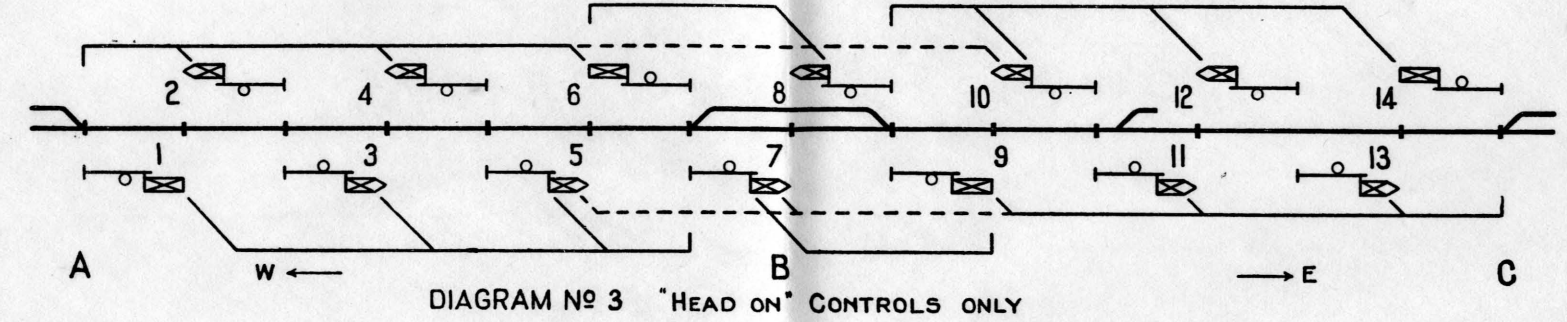 2 4 6 8 10 12 14
1 3 5 7 9 11 13
A W B E C
DIAGRAM Nº 3 "HEAD ON" CONTROLS ONLY